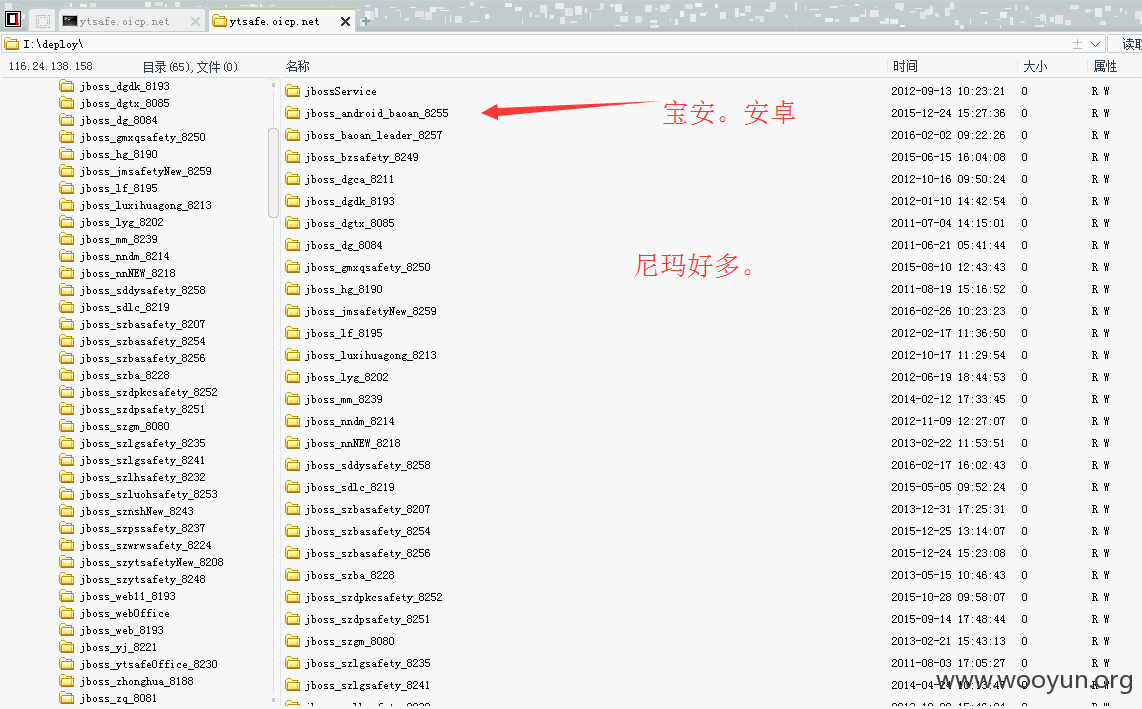 ytsafe.oicp.net
ytsafe.oicp.net
I:\deploy\
读取
116.24.138.158 目录(65),文件(0) 名称 时间 大小 属性
jboss_dgdk_8193
jboss_dgtx_8085
jboss_dg_8084
jboss_gmxqsafety_8250
jboss_hg_8190
jboss_jmsafetyNew_8259
jboss_lf_8195
jboss_luxihuagong_8213
jboss_lyg_8202
jboss_mm_8239
jboss_nndm_8214
jboss_nnNEW_8218
jboss_sddysafety_8258
jboss_sdlc_8219
jboss_szbasafety_8207
jboss_szbasafety_8254
jboss_szbasafety_8256
jboss_szba_8228
jboss_szdpkcsafety_8252
jboss_szdpsafety_8251
jboss_szgm_8080
jboss_szlgsafety_8235
jboss_szlgsafety_8241
jboss_szlhsafety_8232
jboss_szluohsafety_8253
jboss_sznshNew_8243
jboss_szpssafety_8237
jboss_szwrwsafety_8224
jboss_szytsafetyNew_8208
jboss_szytsafety_8248
jboss_web11_8193
jboss_webOffice
jboss_web_8193
jboss_yj_8221
jboss_ytsafeOffice_8230
jboss_zhonghua_8188
jboss_zq_8081
jbossService 2012-09-13 10:23:21 0 R W
jboss_android_baoan_8255 2015-12-24 15:27:36 0 R W
宝安。安卓
jboss_baoan_leader_8257 2016-02-02 09:22:26 0 R W
jboss_bzsafety_8249 2015-06-15 16:04:08 0 R W
jboss_dgca_8211 2012-10-16 09:50:24 0 R W
jboss_dgdk_8193 2012-01-10 14:42:54 0 R W
jboss_dgtx_8085 2011-07-04 14:15:01 0 R W
jboss_dg_8084 2011-06-21 05:41:44 0 R W
jboss_gmxqsafety_8250 2015-08-10 12:43:43 0 R W
尼玛好多。
jboss_hg_8190 2011-08-19 15:16:52 0 R W
jboss_jmsafetyNew_8259 2016-02-26 10:23:23 0 R W
jboss_lf_8195 2012-02-17 11:36:50 0 R W
jboss_luxihuagong_8213 2012-10-17 11:29:54 0 R W
jboss_lyg_8202 2012-06-19 18:44:53 0 R W
jboss_mm_8239 2014-02-12 17:33:45 0 R W
jboss_nndm_8214 2012-11-09 12:27:07 0 R W
jboss_nnNEW_8218 2013-02-22 11:53:51 0 R W
jboss_sddysafety_8258 2016-02-17 16:02:43 0 R W
jboss_sdlc_8219 2015-05-05 09:52:24 0 R W
jboss_szbasafety_8207 2013-12-31 17:25:31 0 R W
jboss_szbasafety_8254 2015-12-25 13:14:07 0 R W
jboss_szbasafety_8256 2015-12-24 15:23:08 0 R W
jboss_szba_8228 2013-05-15 10:46:43 0 R W
jboss_szdpkcsafety_8252 2015-10-28 09:58:07 0 R W
jboss_szdpsafety_8251 2015-09-14 17:48:44 0 R W
jboss_szgm_8080 2013-02-21 15:43:13 0 R W
jboss_szlgsafety_8235 2011-08-03 17:05:27 0 R W
jboss_szlgsafety_8241 2014-04-24 10:13:47 0 R W
www.wooyun.org